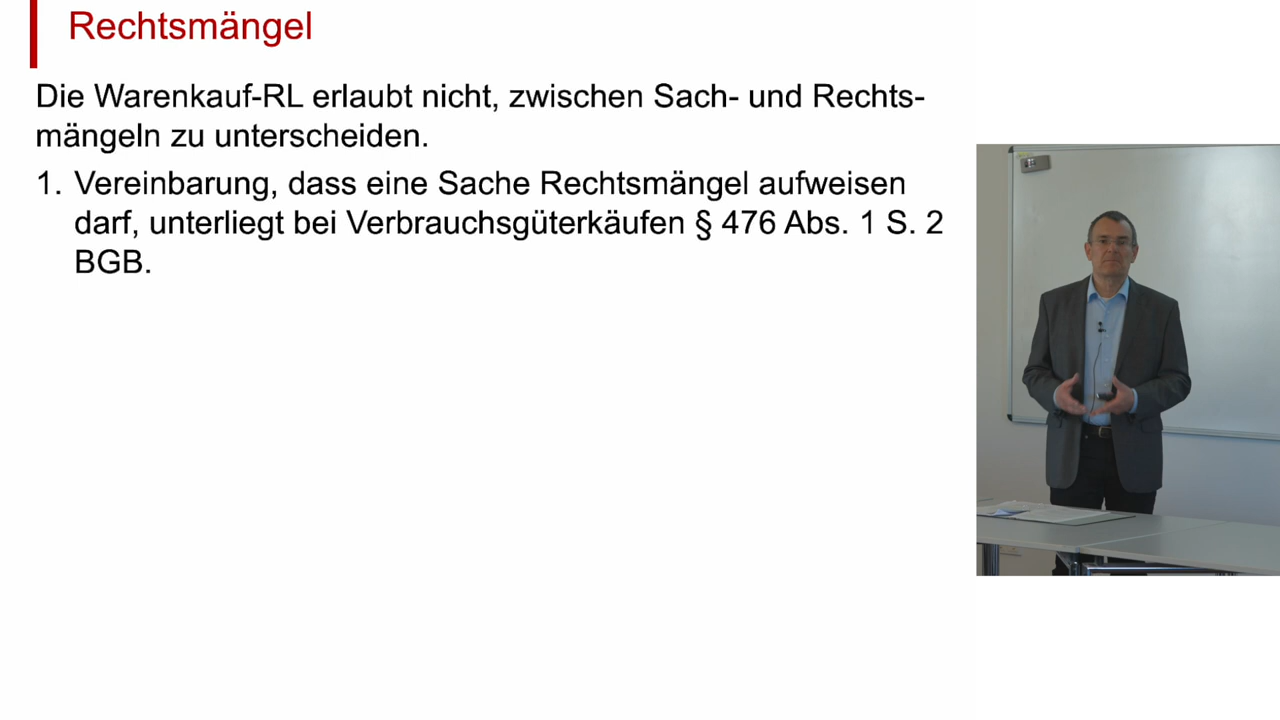 Rechtsmängel
Die Warenkauf-RL erlaubt nicht, zwischen Sach- und Rechts-
mängeln zu unterscheiden.
1. Vereinbarung, dass eine Sache Rechtsmängel aufweisen
darf, unterliegt bei Verbrauchsgüterkäufen § 476 Abs. 1 S. 2
BGB.